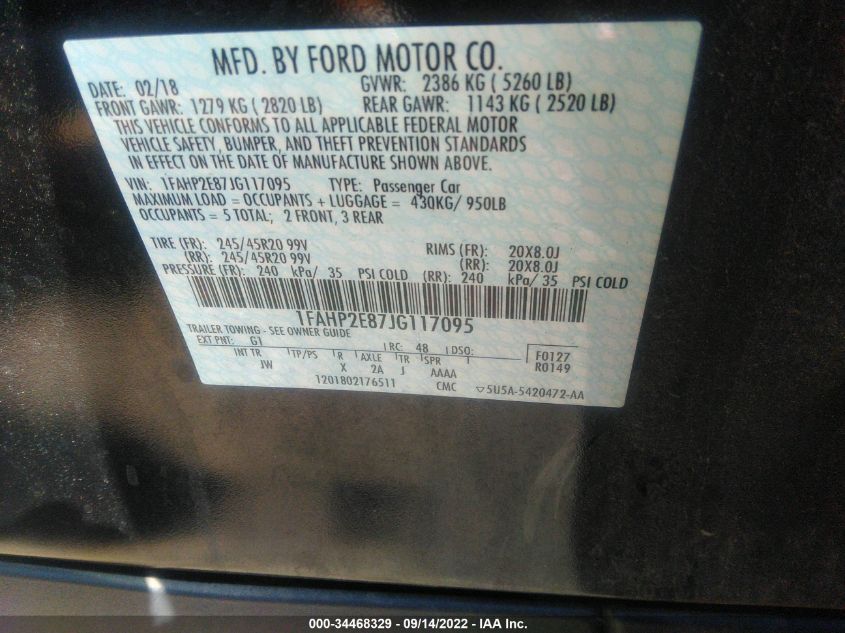 MFD. BY FORD MOTOR CO.
DATE: 02/18 GVWR: 2386 KG ( 5260 LB)
FRONT GAWR: 1279 KG ( 2820 LB) REAR GAWR: 1143 KG ( 2520 LB)
THIS VEHICLE CONFORMS TO ALL APPLICABLE FEDERAL MOTOR
VEHICLE SAFETY, BUMPER, AND THEFT PREVENTION STANDARDS
IN EFFECT ON THE DATE OF MANUFACTURE SHOWN ABOVE.
VIN: 1FAHP2E87JG117095 TYPE: Passenger Car
MAXIMUM LOAD = OCCUPANTS + LUGGAGE = 430KG/ 950LB
OCCUPANTS = 5 TOTAL; 2 FRONT, 3 REAR
TIRE (FR): 245/45R20 99V RIMS (FR): 20X8.0J
(RR): 245/45R20 99V (RR): 20X8.0J
PRESSURE (FR): 240 kPa/ 35 PSI COLD (RR): 240 kPa/ 35 PSI COLD
1FAHP2E87JG117095
TRAILER TOWING - SEE OWNER GUIDE
EXT PNT: G1 RC: 48 DSO: F0127
INT TR TP/PS R AXLE TR SPR R0149
JW X 2A J AAAA
1201802176511 CMC ▽5U5A-5420472-AA
000-34468329 - 09/14/2022 - IAA Inc.